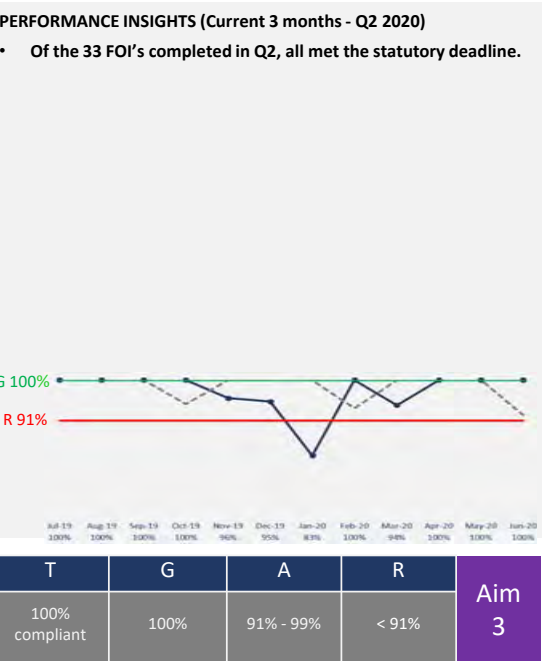 PERFORMANCE INSIGHTS (Current 3 months - Q2 2020)
• Of the 33 FOI's completed in Q2, all met the statutory deadline.
G 100%
R 91%
Jul-19 Aug-19 Sep-19 Oct-19 Nov-19 Dec-19 Jan-20 Feb-20 Mar-20 Apr-20 May-20 Jun-20
100% 100% 100% 100% 96% 95% 83% 100% 94% 100% 100% 100%
T G A R
Aim
3
100%
compliant
100% 91% - 99% < 91%